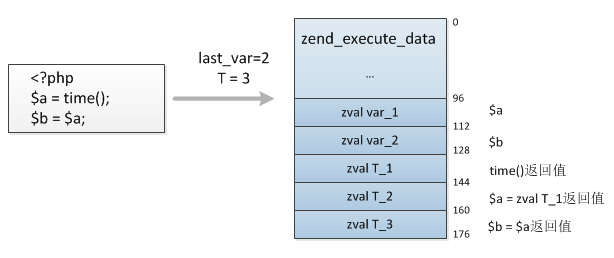 <?php
$a = time();
$b = $a;
last_var=2
T = 3
zend_execute_data
...
zval var_1
zval var_2
zval T_1
zval T_2
zval T_3
0
96
112
128
144
160
176
$a
$b
time()返回值
$a = zval T_1返回值
$b = $a返回值